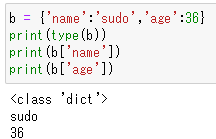 b = {'name':'sudo','age':36}
print(type(b))
print(b['name'])
print(b['age'])
<class 'dict'>
sudo
36